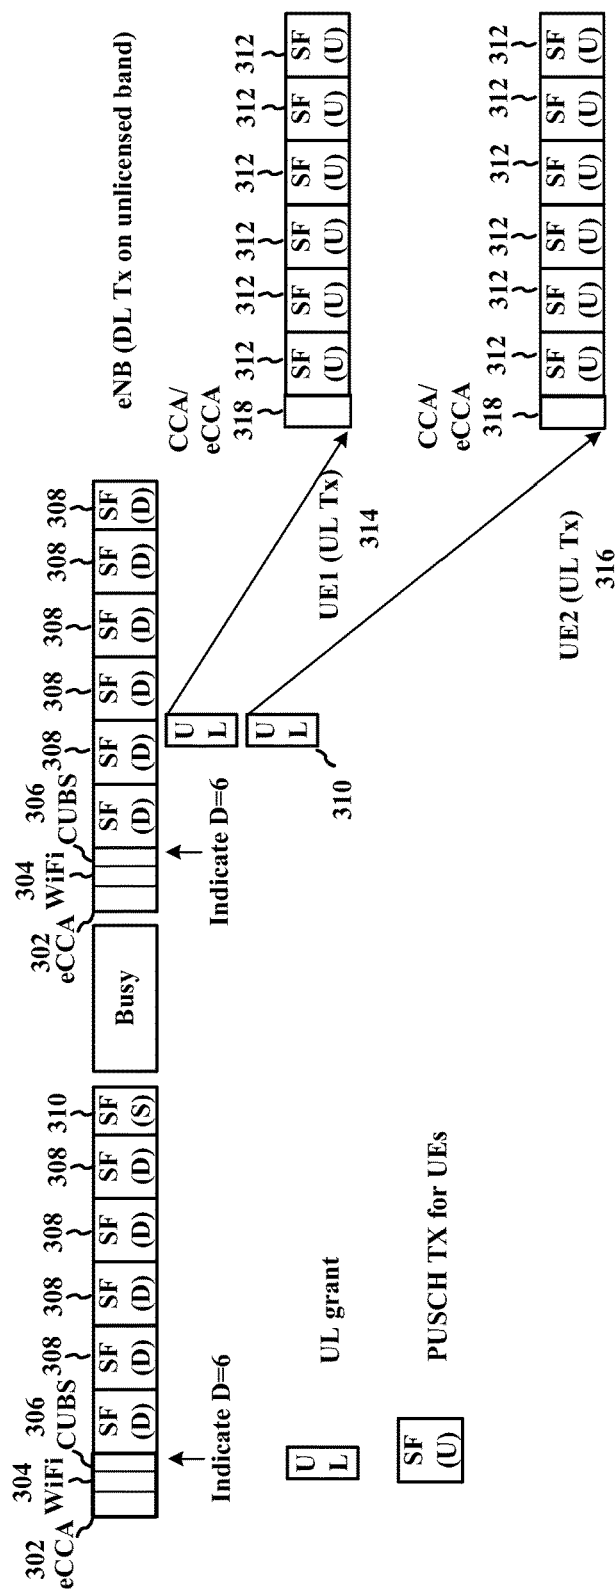 302 304 306 308 308 308 308 310 302 304 306 308 308 308 308 308
eCCA WiFi CUBS eCCA WiFi CUBS
SF SF SF SF SF SF Busy SF SF SF SF SF SF
(D) (D) (D) (D) (D) (S) (D) (D) (D) (D) (D) (D)
eNB (DL Tx on unlicensed band)
Indicate D=6
Indicate D=6
U L
U L
310
CCA/
eCCA
318 312 312 312 312 312 312
SF SF SF SF SF SF
(U) (U) (U) (U) (U) (U)
UE1 (UL Tx)
314
CCA/
eCCA
318 312 312 312 312 312 312
SF SF SF SF SF SF
(U) (U) (U) (U) (U) (U)
UE2 (UL Tx)
316
U L UL grant
SF
(U) PUSCH TX for UEs